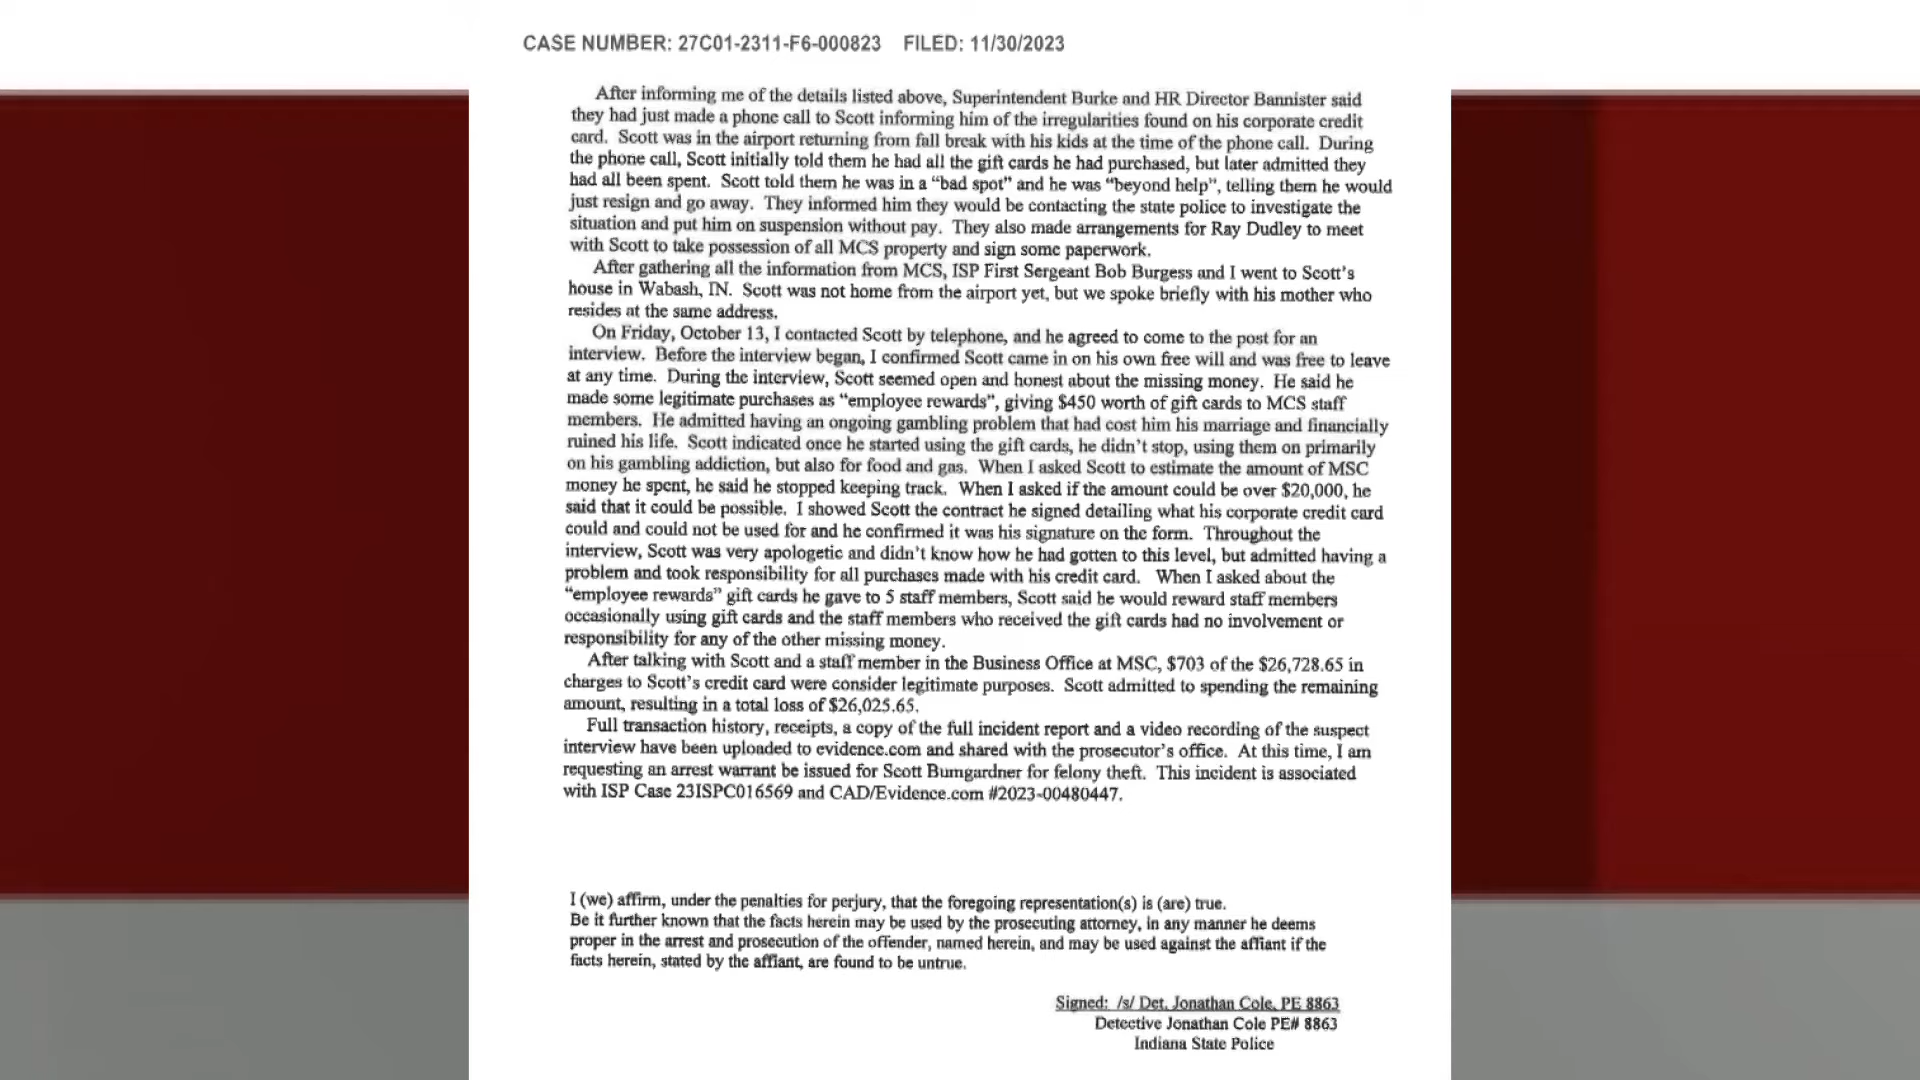 CASE NUMBER: 27C01-2311-F6-000823 FILED: 11/30/2023
After informing me of the details listed above, Superintendent Burke and HR Director Bannister said
they had just made a phone call to Scott informing him of the irregularities found on his corporate credit
card. Scott was in the airport returning from fall break with his kids at the time of the phone call. During
the phone call, Scott initially told them he had all the gift cards he had purchased, but later admitted they
had all been spent. Scott told them he was in a “bad spot” and he was “beyond help”, telling them he would
just resign and go away. They informed him they would be contacting the state police to investigate the
situation and put him on suspension without pay. They also made arrangements for Ray Dudley to meet
with Scott to take possession of all MCS property and sign some paperwork.
After gathering all the information from MCS, ISP First Sergeant Bob Burgess and I went to Scott’s
house in Wabash, IN. Scott was not home from the airport yet, but we spoke briefly with his mother who
resides at the same address.
On Friday, October 13, I contacted Scott by telephone, and he agreed to come to the post for an
interview. Before the interview began, I confirmed Scott came in on his own free will and was free to leave
at any time. During the interview, Scott seemed open and honest about the missing money. He said he
made some legitimate purchases as “employee rewards”, giving $450 worth of gift cards to MCS staff
members. He admitted having an ongoing gambling problem that had cost him his marriage and financially
ruined his life. Scott indicated once he started using the gift cards, he didn’t stop, using them on primarily
on his gambling addiction, but also for food and gas. When I asked Scott to estimate the amount of MSC
money he spent, he said he stopped keeping track. When I asked if the amount could be over $20,000, he
said that it could be possible. I showed Scott the contract he signed detailing what his corporate credit card
could and could not be used for and he confirmed it was his signature on the form. Throughout the
interview, Scott was very apologetic and didn’t know how he had gotten to this level, but admitted having a
problem and took responsibility for all purchases made with his credit card. When I asked about the
“employee rewards” gift cards he gave to 5 staff members, Scott said he would reward staff members
occasionally using gift cards and the staff members who received the gift cards had no involvement or
responsibility for any of the other missing money.
After talking with Scott and a staff member in the Business Office at MSC, $703 of the $26,728.65 in
charges to Scott’s credit card were consider legitimate purposes. Scott admitted to spending the remaining
amount, resulting in a total loss of $26,025.65.
Full transaction history, receipts, a copy of the full incident report and a video recording of the suspect
interview have been uploaded to evidence.com and shared with the prosecutor’s office. At this time, I am
requesting an arrest warrant be issued for Scott Bumgardner for felony theft. This incident is associated
with ISP Case 23ISPC016569 and CAD/Evidence.com #2023-00480447.
I (we) affirm, under the penalties for perjury, that the foregoing representation(s) is (are) true.
Be it further known that the facts herein may be used by the prosecuting attorney, in any manner he deems
proper in the arrest and prosecution of the offender, named herein, and may be used against the affiant if the
facts herein, stated by the affiant, are found to be untrue.
Signed: /s/ Det. Jonathan Cole, PE 8863
Detective Jonathan Cole PE# 8863
Indiana State Police